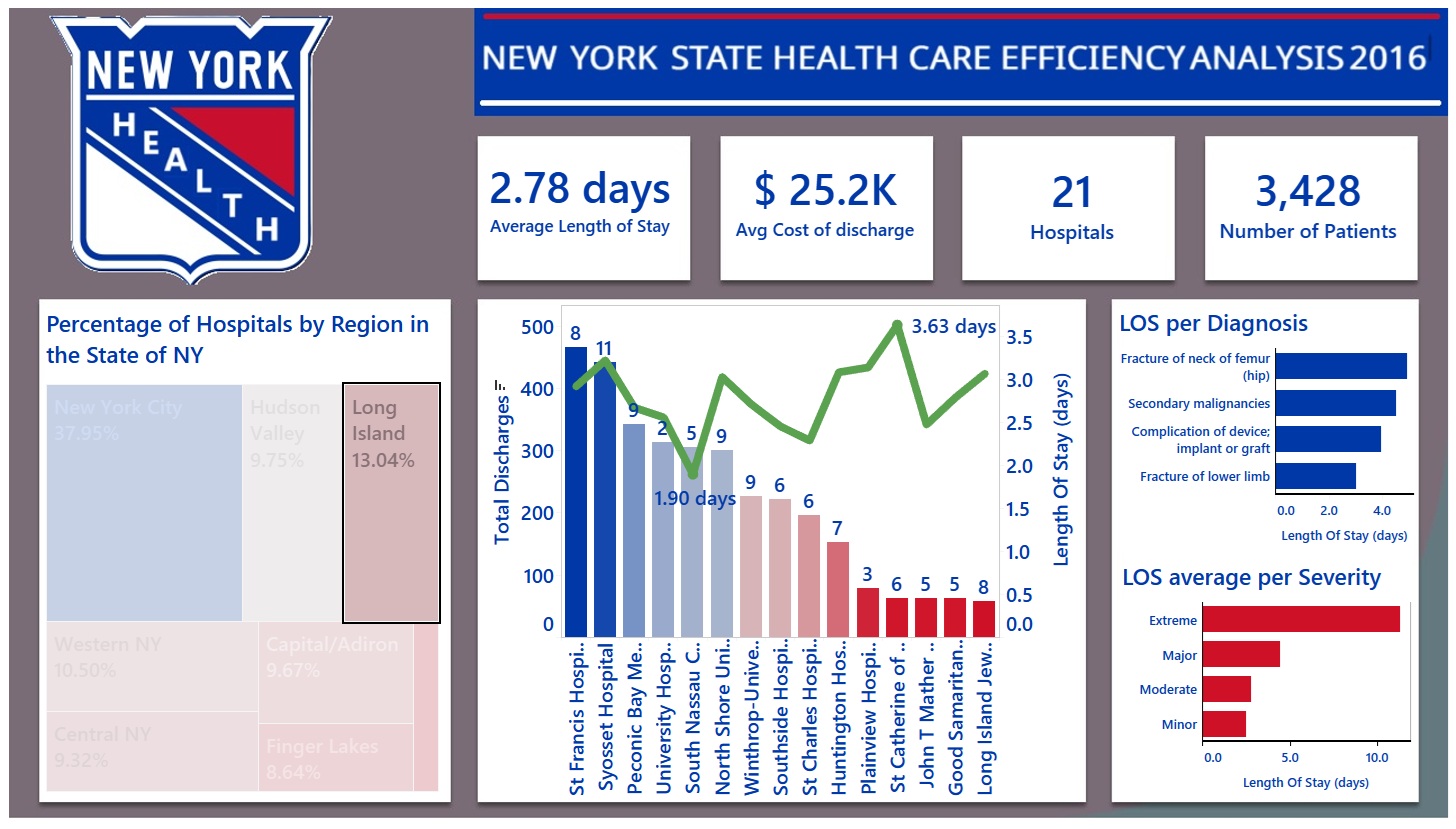 NEW YORK
HEALTH
NEW YORK STATE HEALTH CARE EFFICIENCY ANALYSIS 2016
2.78 days
Average Length of Stay
$ 25.2K
Avg Cost of discharge
21
Hospitals
3,428
Number of Patients
Percentage of Hospitals by Region in
the State of NY
New York City
37.95%
Hudson
Valley
9.75%
Long
Island
13.04%
Western NY
10.50%
Capital/Adiron
9.67%
Central NY
9.32%
Finger Lakes
8.64%
Total Discharges
500
400
300
200
100
0
8
11
9
2
5
9
9
6
6
7
3
6
5
5
8
3.63 days
1.90 days
3.5
3.0
2.5
2.0
1.5
1.0
0.5
0.0
Length Of Stay (days)
St Francis Hospi..
Syosset Hospital
Peconic Bay Me..
University Hosp..
South Nassau C..
North Shore Uni..
Winthrop-Unive..
Southside Hospi..
St Charles Hospi..
Huntington Hos..
Plainview Hospi..
St Catherine of ..
John T Mather ..
Good Samaritan..
Long Island Jew..
LOS per Diagnosis
Fracture of neck of femur
(hip)
Secondary malignancies
Complication of device;
implant or graft
Fracture of lower limb
0.0 2.0 4.0
Length Of Stay (days)
LOS average per Severity
Extreme
Major
Moderate
Minor
0.0 5.0 10.0
Length Of Stay (days)